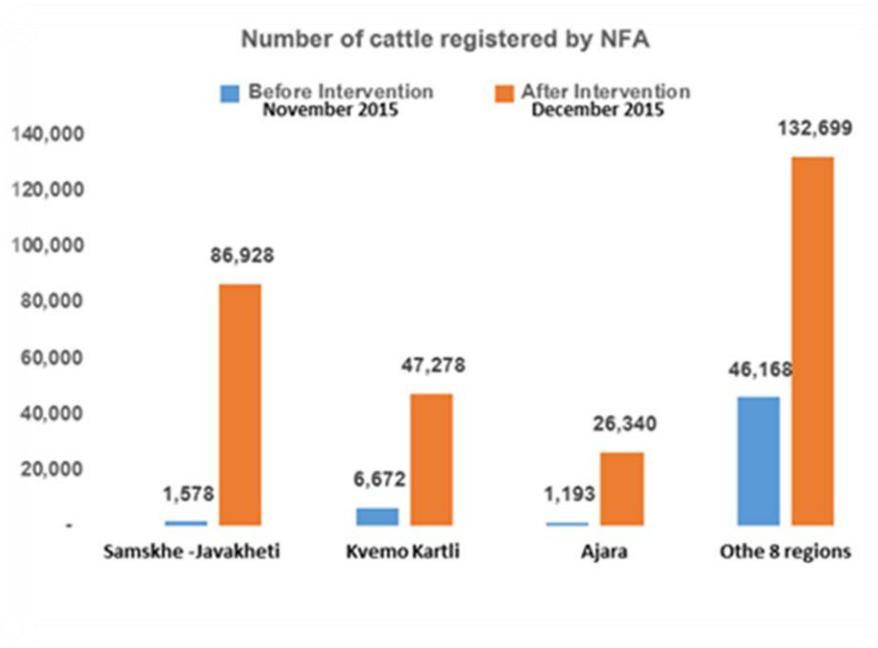 Number of cattle registered by NFA
Before Intervention
November 2015
After Intervention
December 2015
140,000
120,000
100,000
80,000
60,000
40,000
20,000
-
1,578
86,928
6,672
47,278
1,193
26,340
46,168
132,699
Samskhe -Javakheti
Kvemo Kartli
Ajara
Othe 8 regions